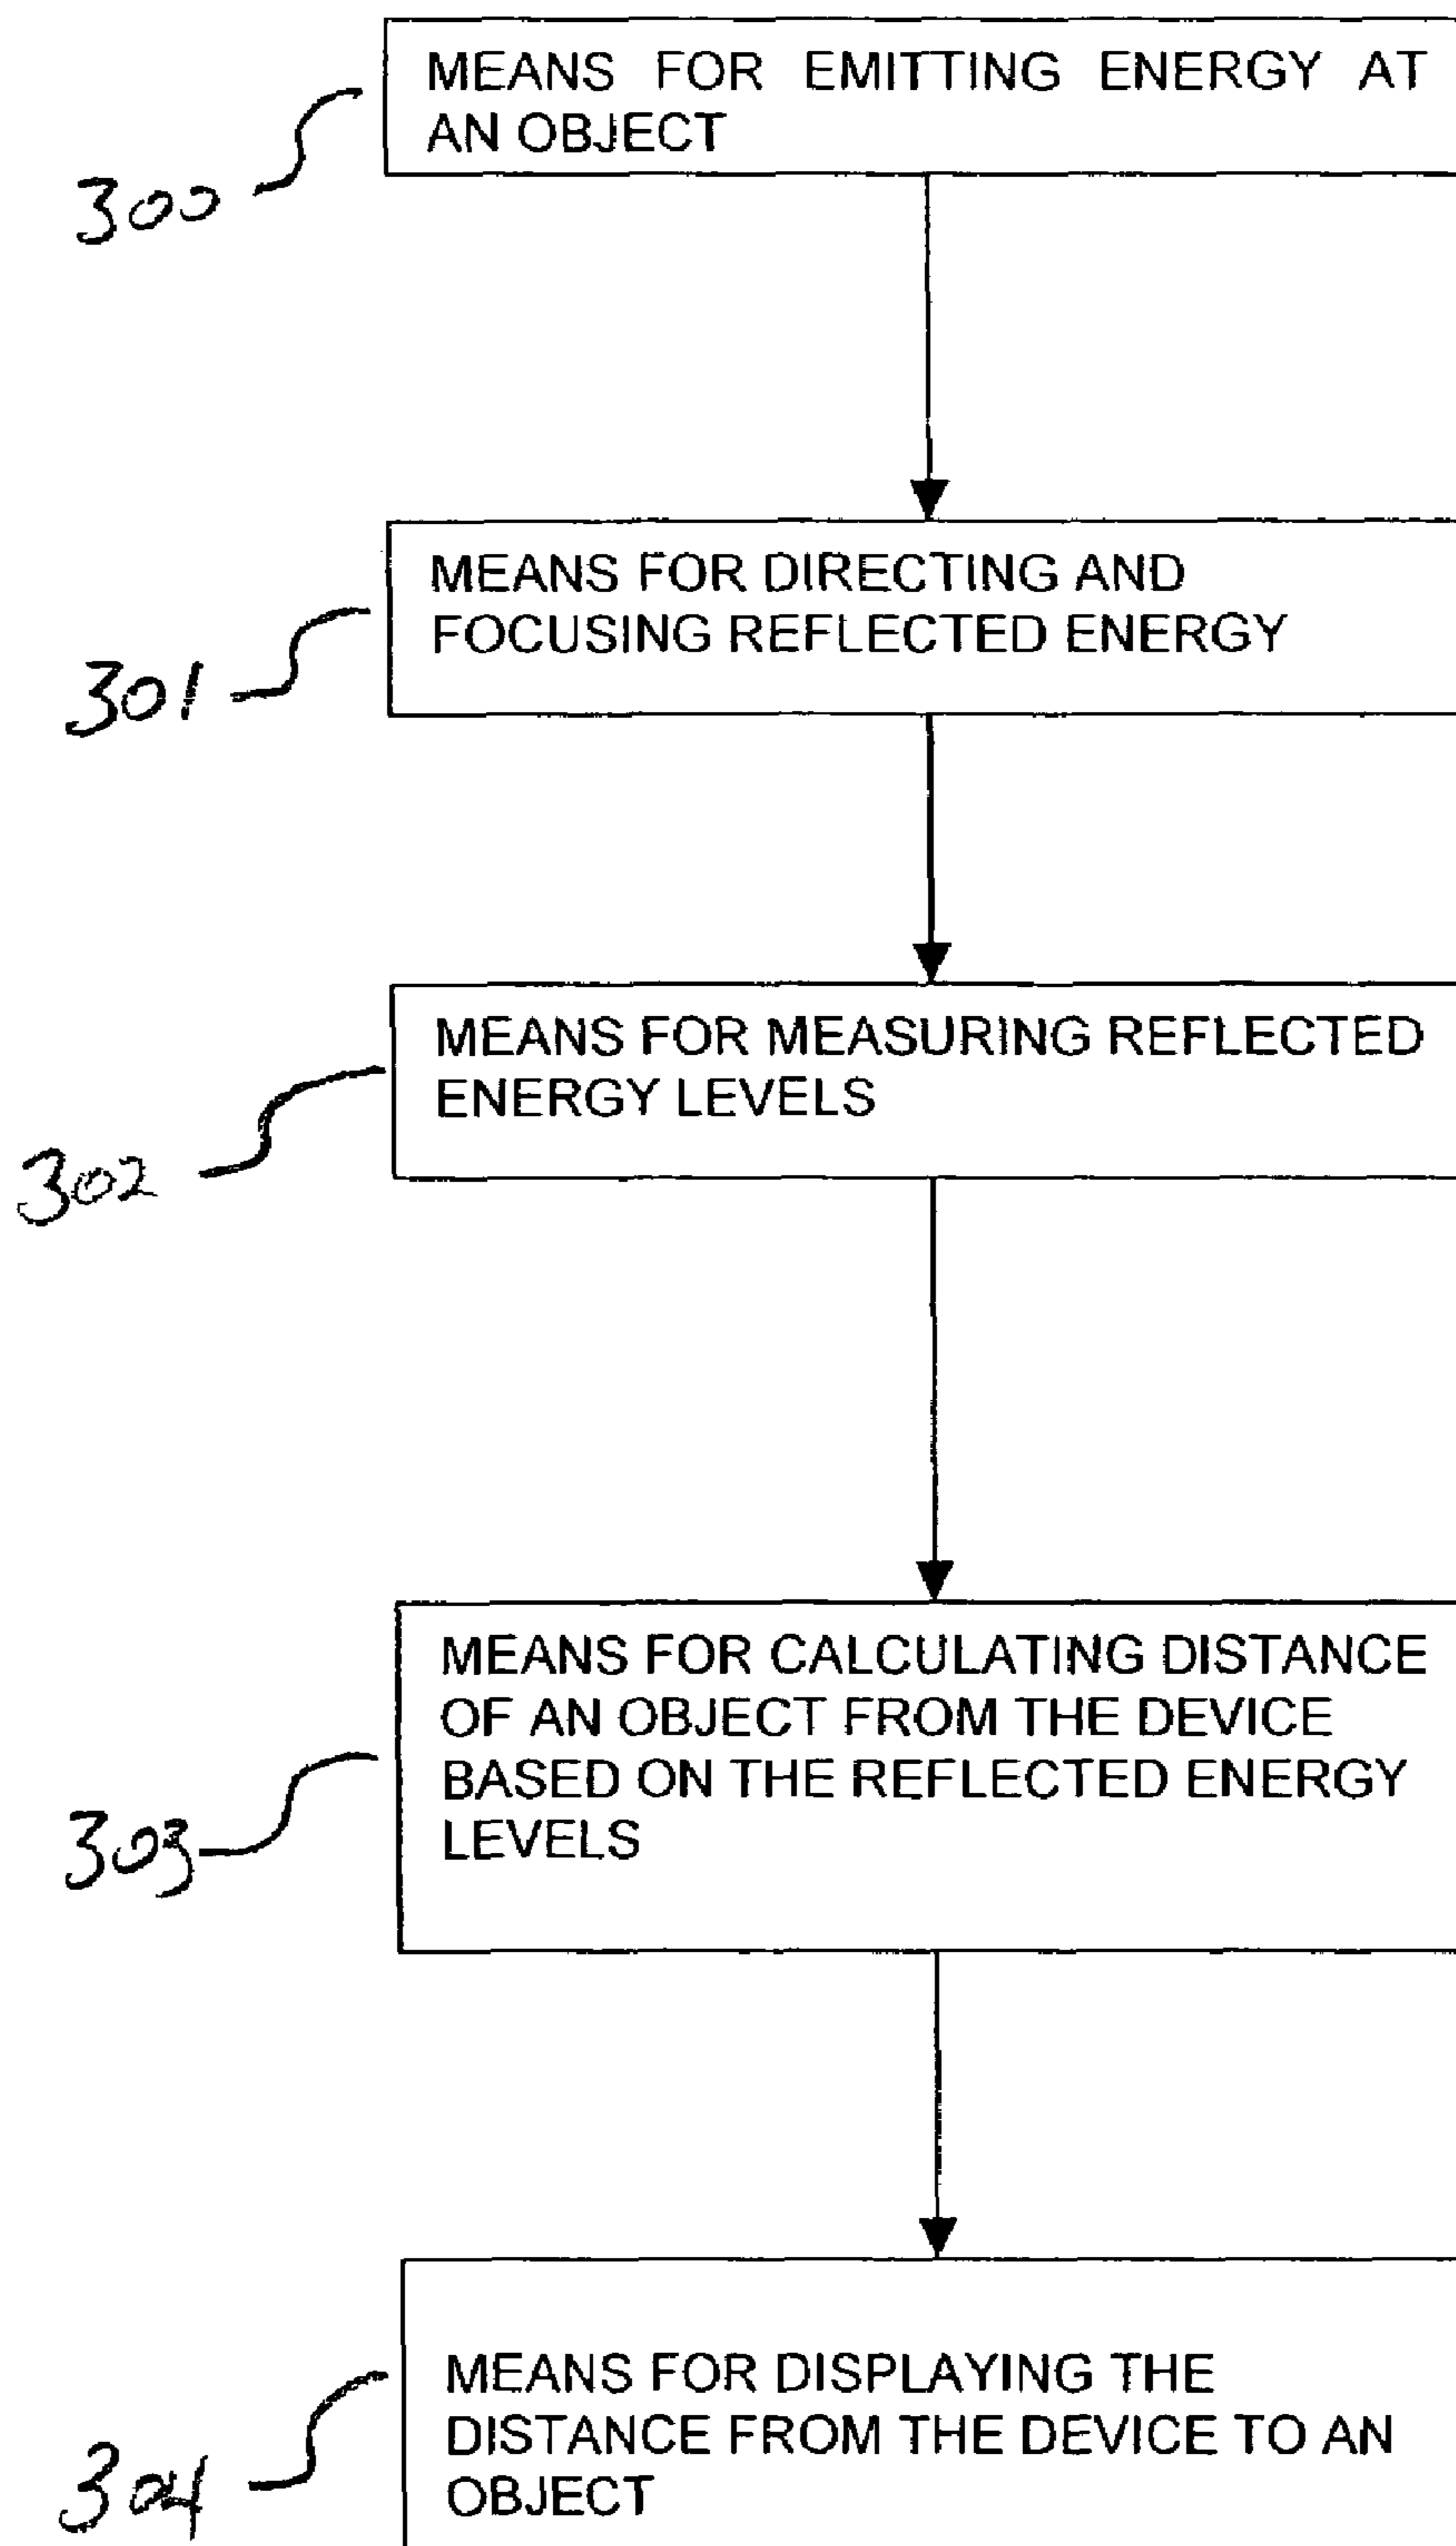 MEANS FOR EMITTING ENERGY AT
AN OBJECT
300
MEANS FOR DIRECTING AND
FOCUSING REFLECTED ENERGY
301
MEANS FOR MEASURING REFLECTED
ENERGY LEVELS
302
MEANS FOR CALCULATING DISTANCE
OF AN OBJECT FROM THE DEVICE
BASED ON THE REFLECTED ENERGY
LEVELS
303
MEANS FOR DISPLAYING THE
DISTANCE FROM THE DEVICE TO AN
OBJECT
304